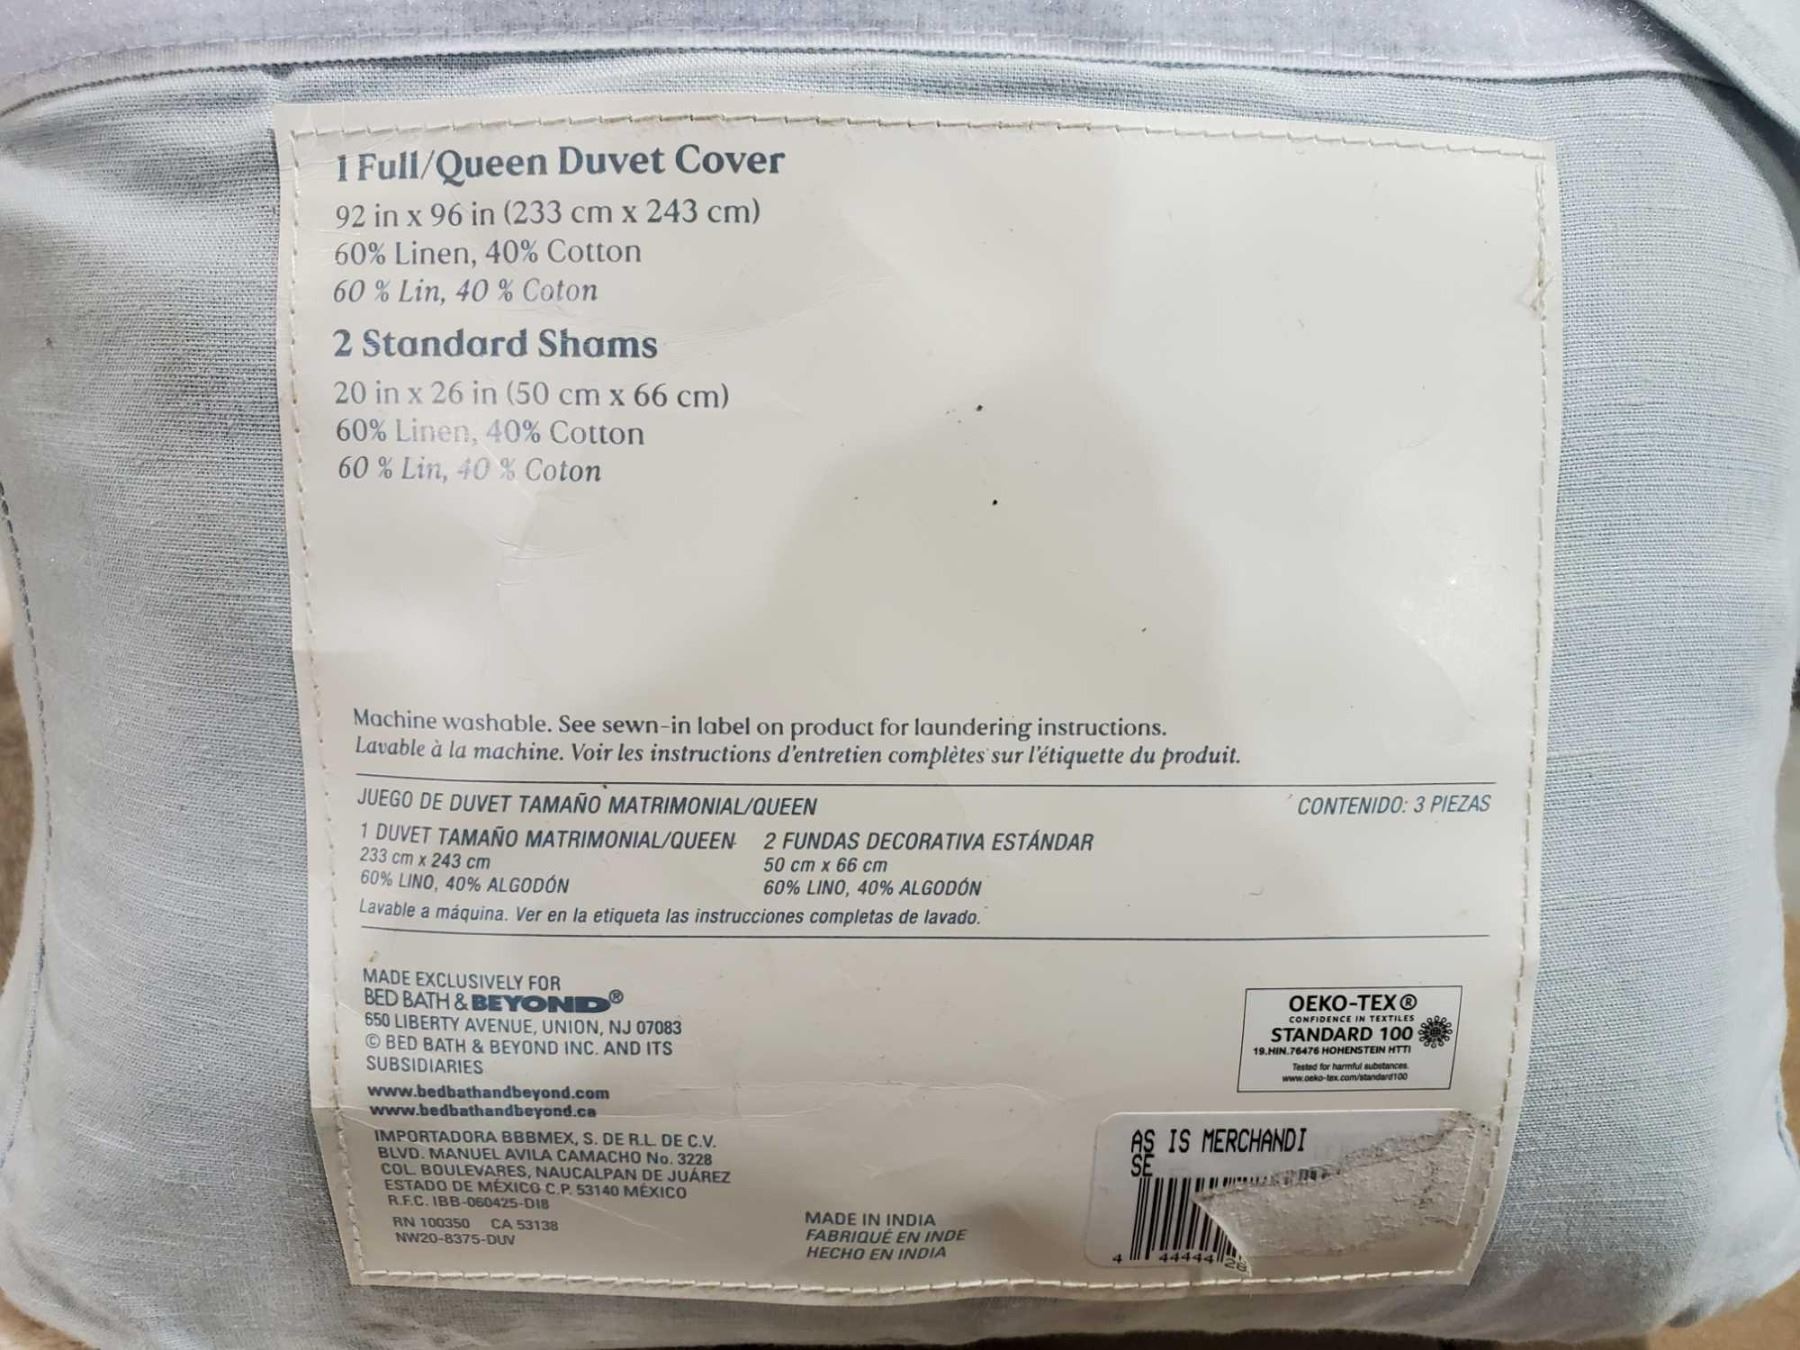 1 Full/Queen Duvet Cover
92 in x 96 in (233 cm x 243 cm)
60% Linen, 40% Cotton
60 % Lin, 40 % Coton
2 Standard Shams
20 in x 26 in (50 cm x 66 cm)
60% Linen, 40% Cotton
60 % Lin, 40 % Coton
Machine washable. See sewn-in label on product for laundering instructions.
Lavable à la machine. Voir les instructions d'entretien complètes sur l'étiquette du produit.
JUEGO DE DUVET TAMAÑO MATRIMONIAL/QUEEN CONTENIDO: 3 PIEZAS
1 DUVET TAMAÑO MATRIMONIAL/QUEEN 2 FUNDAS DECORATIVA ESTÁNDAR
233 cm x 243 cm 50 cm x 66 cm
60% LINO, 40% ALGODÓN 60% LINO, 40% ALGODÓN
Lavable a máquina. Ver en la etiqueta las instrucciones completas de lavado.
MADE EXCLUSIVELY FOR
BED BATH & BEYOND®
650 LIBERTY AVENUE, UNION, NJ 07083
© BED BATH & BEYOND INC. AND ITS
SUBSIDIARIES
www.bedbathandbeyond.com
www.bedbathandbeyond.ca
IMPORTADORA BBBMEX, S. DE R.L. DE C.V.
BLVD. MANUEL AVILA CAMACHO No. 3228
COL. BOULEVARES, NAUCALPAN DE JUÁREZ
ESTADO DE MÉXICO C.P. 53140 MÉXICO
R.F.C. IBB-060425-DI8
RN 100350 CA 53138
NW20-8375-DUV
MADE IN INDIA
FABRIQUÉ EN INDE
HECHO EN INDIA
OEKO-TEX®
CONFIDENCE IN TEXTILES
STANDARD 100
19.HIN.76476 HOHENSTEIN HTTI
Tested for harmful substances.
www.oeko-tex.com/standard100
AS IS MERCHANDI
SE
4 44444